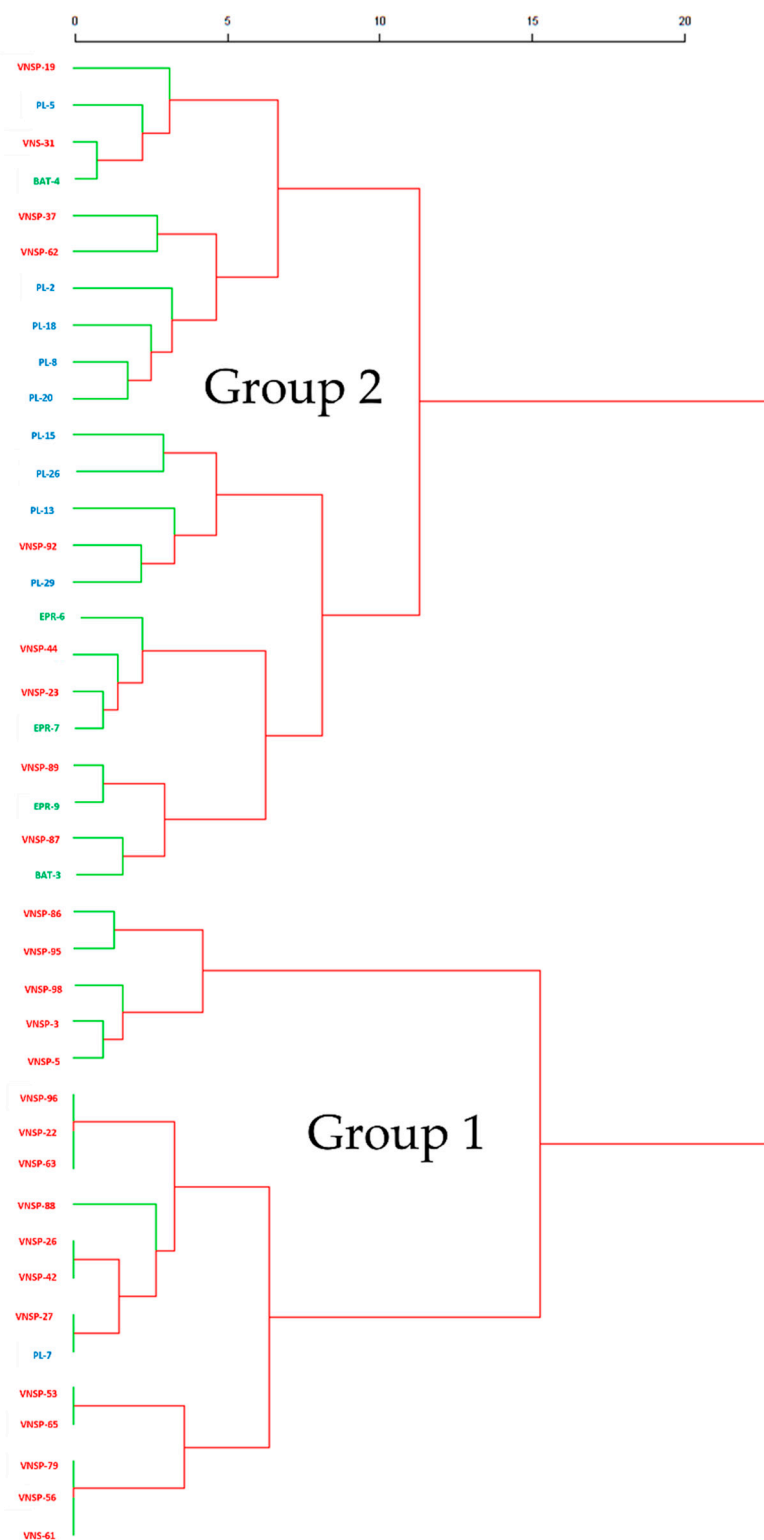 0 5 10 15 20
VNSP-19
PL-5
VNS-31
BAT-4
VNSP-37
VNSP-62
PL-2
PL-18
PL-8
Group 2
PL-20
PL-15
PL-26
PL-13
VNSP-92
PL-29
EPR-6
VNSP-44
VNSP-23
EPR-7
VNSP-89
EPR-9
VNSP-87
BAT-3
VNSP-86
VNSP-95
VNSP-98
VNSP-3
VNSP-5
VNSP-96
VNSP-22
Group 1
VNSP-63
VNSP-88
VNSP-26
VNSP-42
VNSP-27
PL-7
VNSP-53
VNSP-65
VNSP-79
VNSP-56
VNS-61